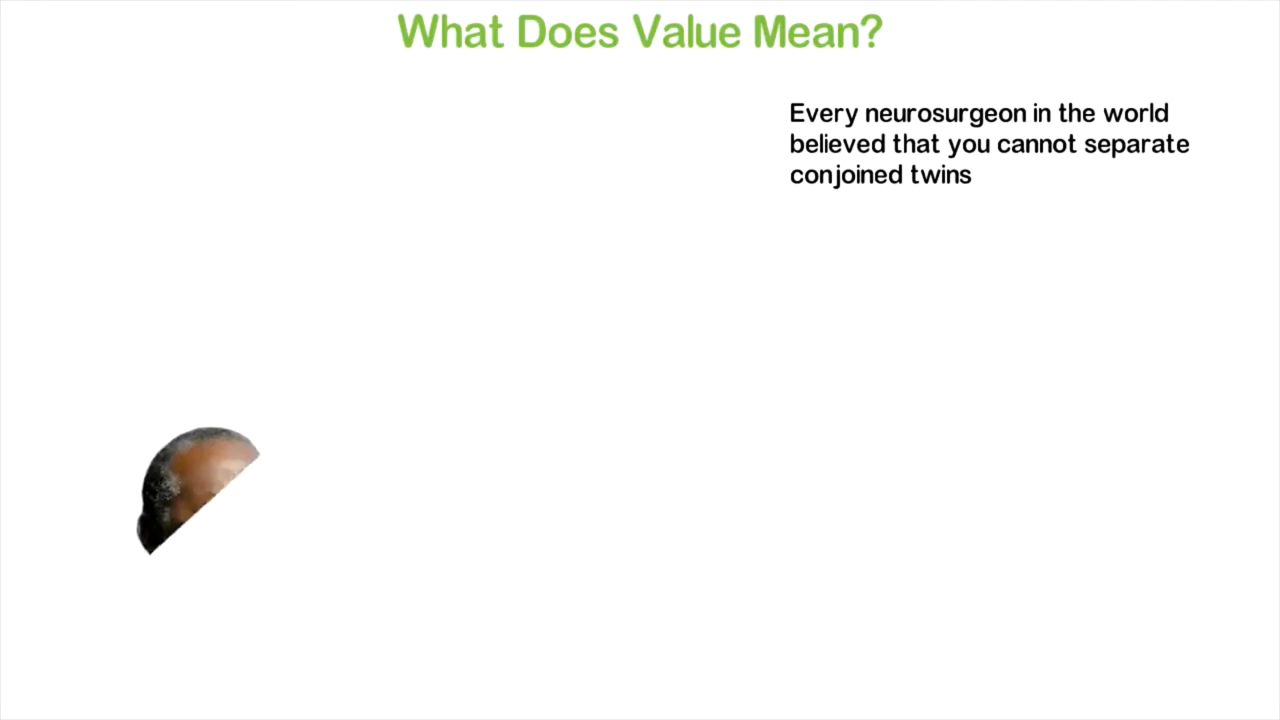 What Does Value Mean?
Every neurosurgeon in the world
believed that you cannot separate
conjoined twins